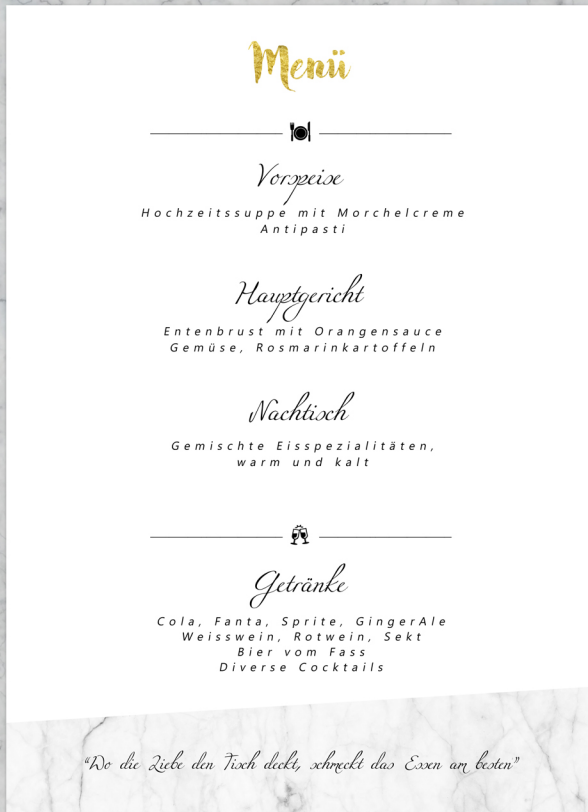 Menü
Vorspeise
Hochzeitssuppe mit Morchelcreme
Antipasti
Hauptgericht
Entenbrust mit Orangensauce
Gemüse, Rosmarinkartoffeln
Nachtisch
Gemischte Eisspezialitäten,
warm und kalt
Getränke
Cola, Fanta, Sprite, GingerAle
Weisswein, Rotwein, Sekt
Bier vom Fass
Diverse Cocktails
“Wo die Liebe den Tisch deckt, schmeckt das Essen am besten”